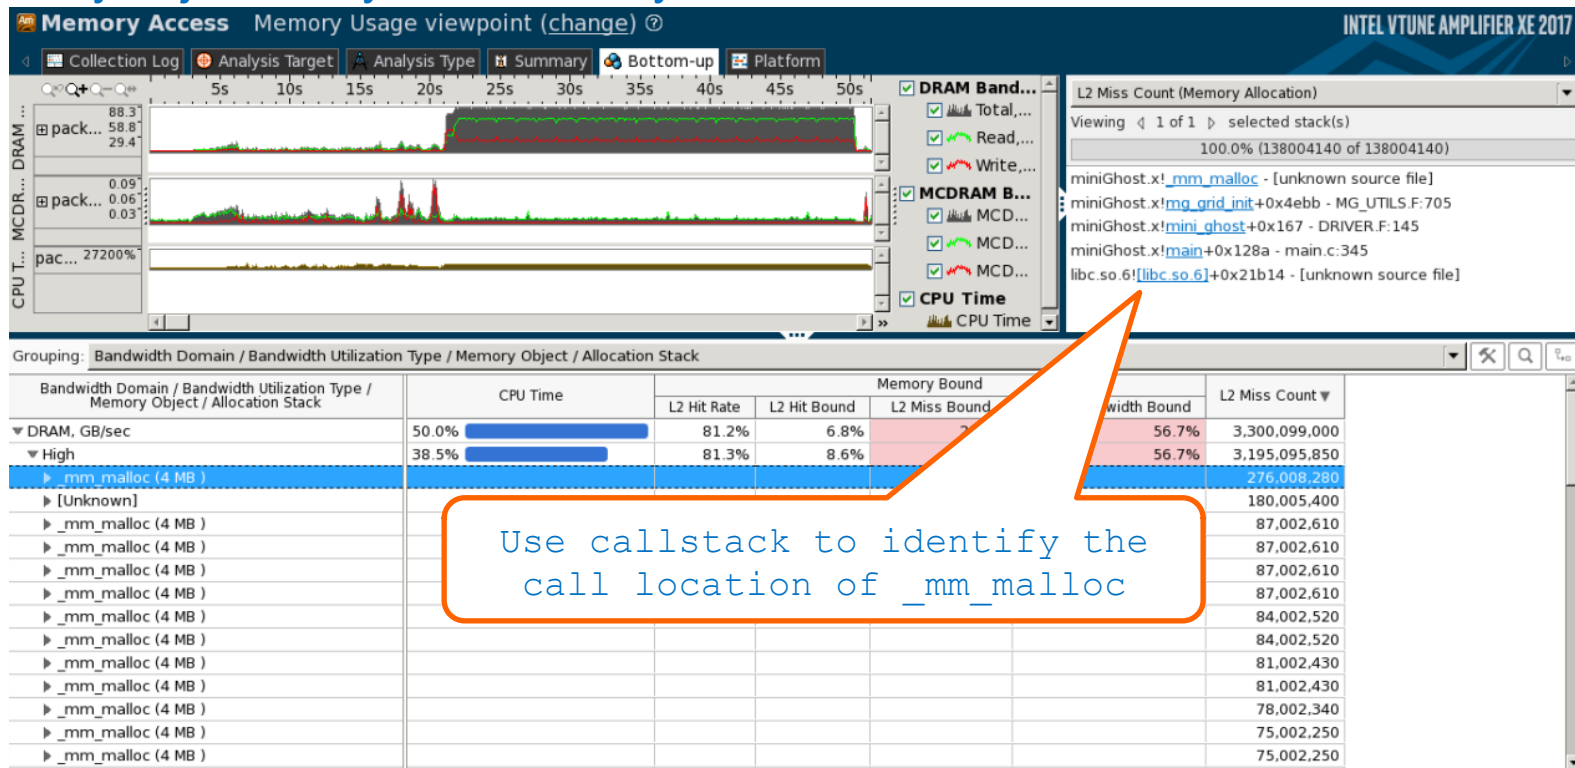 Memory Access Memory Usage viewpoint (change) ?
INTEL VTUNE AMPLIFIER XE 2017
Collection Log Analysis Target Analysis Type Summary Bottom-up Platform
5s 10s 15s 20s 25s 30s 35s 40s 45s 50s
DRAM ...
pack...
88.3
58.8
29.4
MCDR...
pack...
0.09
0.06
0.03
CPU T...
pac... 27200%
DRAM Band...
Total,...
Read,...
Write,...
MCDRAM B...
MCD...
MCD...
MCD...
CPU Time
CPU Time
L2 Miss Count (Memory Allocation)
Viewing 1 of 1 selected stack(s)
100.0% (138004140 of 138004140)
miniGhost.x!_mm_malloc - [unknown source file]
miniGhost.x!mg_grid_init+0x4ebb - MG_UTILS.F:705
miniGhost.x!mini_ghost+0x167 - DRIVER.F:145
miniGhost.x!main+0x128a - main.c:345
libc.so.6![libc.so.6]+0x21b14 - [unknown source file]
Grouping: Bandwidth Domain / Bandwidth Utilization Type / Memory Object / Allocation Stack
Bandwidth Domain / Bandwidth Utilization Type /
Memory Object / Allocation Stack
CPU Time
Memory Bound
L2 Hit Rate L2 Hit Bound L2 Miss Bound width Bound
L2 Miss Count
DRAM, GB/sec 50.0% 81.2% 6.8% 56.7% 3,300,099,000
High 38.5% 81.3% 8.6% 56.7% 3,195,095,850
_mm_malloc (4 MB ) 276,008,280
[Unknown] 180,005,400
_mm_malloc (4 MB ) 87,002,610
_mm_malloc (4 MB ) 87,002,610
_mm_malloc (4 MB ) 87,002,610
_mm_malloc (4 MB ) 87,002,610
_mm_malloc (4 MB ) 84,002,520
_mm_malloc (4 MB ) 84,002,520
_mm_malloc (4 MB ) 81,002,430
_mm_malloc (4 MB ) 81,002,430
_mm_malloc (4 MB ) 78,002,340
_mm_malloc (4 MB ) 75,002,250
_mm_malloc (4 MB ) 75,002,250
Use callstack to identify the
call location of _mm_malloc